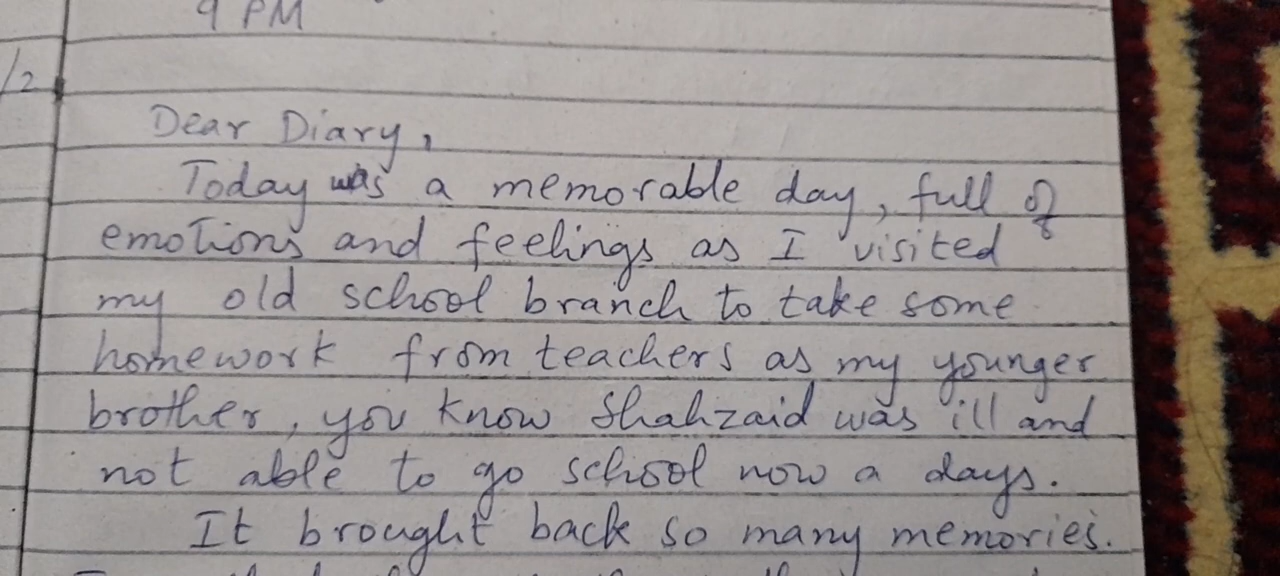 9 PM
/2
Dear Diary,
Today was a memorable day, full of
emotions and feelings as I visited
my old school branch to take some
homework from teachers as my younger
brother, you know Shahzaid was ill and
not able to go school now a days.
It brought back so many memories.